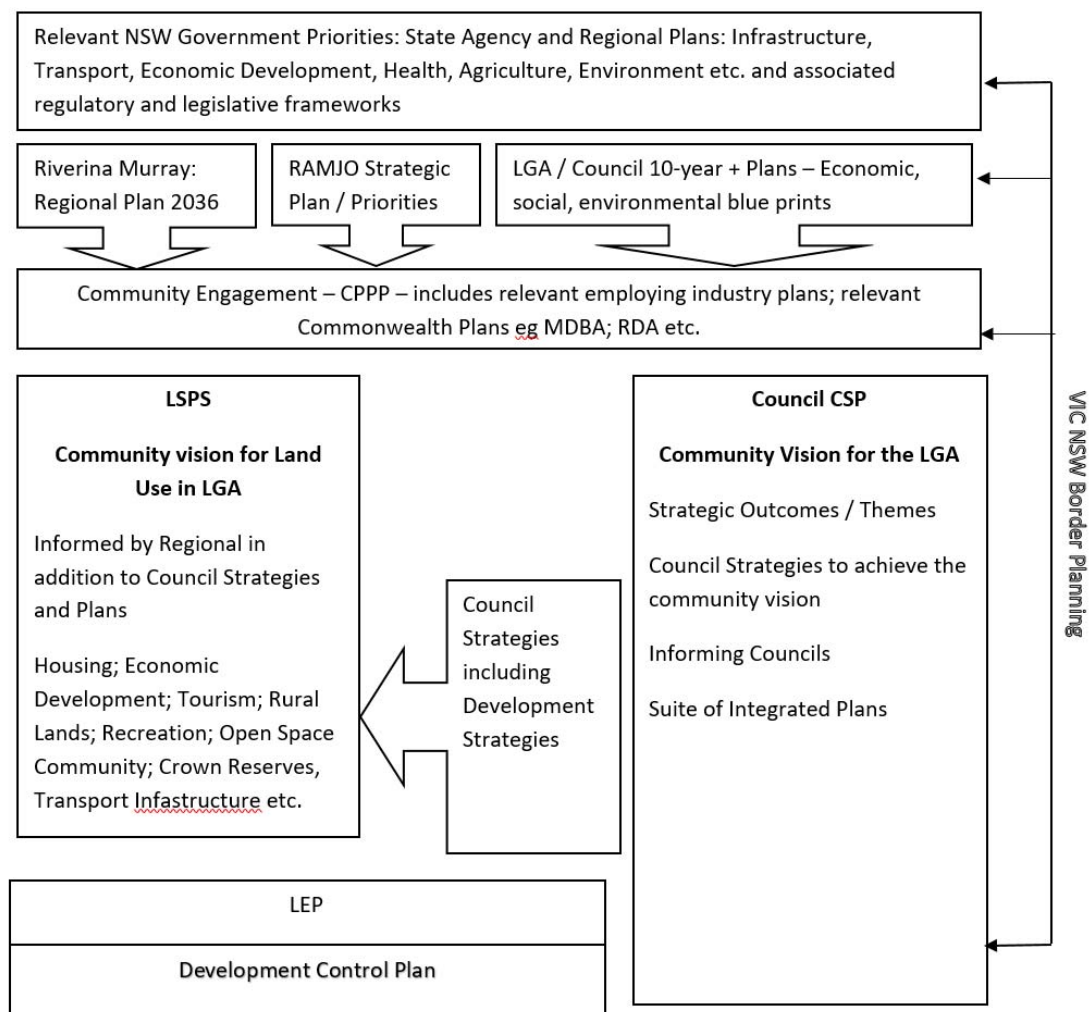 Relevant NSW Government Priorities: State Agency and Regional Plans: Infrastructure,
Transport, Economic Development, Health, Agriculture, Environment etc. and associated
regulatory and legislative frameworks
Riverina Murray:
Regional Plan 2036
RAMJO Strategic
Plan / Priorities
LGA / Council 10-year + Plans – Economic,
social, environmental blue prints
Community Engagement – CPPP – includes relevant employing industry plans; relevant
Commonwealth Plans eg MDBA; RDA etc.
LSPS
Community vision for Land
Use in LGA
Informed by Regional in
addition to Council Strategies
and Plans
Housing; Economic
Development; Tourism; Rural
Lands; Recreation; Open Space
Community; Crown Reserves,
Transport Infastructure etc.
Council
Strategies
including
Development
Strategies
Council CSP
Community Vision for the LGA
Strategic Outcomes / Themes
Council Strategies to achieve the
community vision
Informing Councils
Suite of Integrated Plans
VIC NSW Border Planning
LEP
Development Control Plan